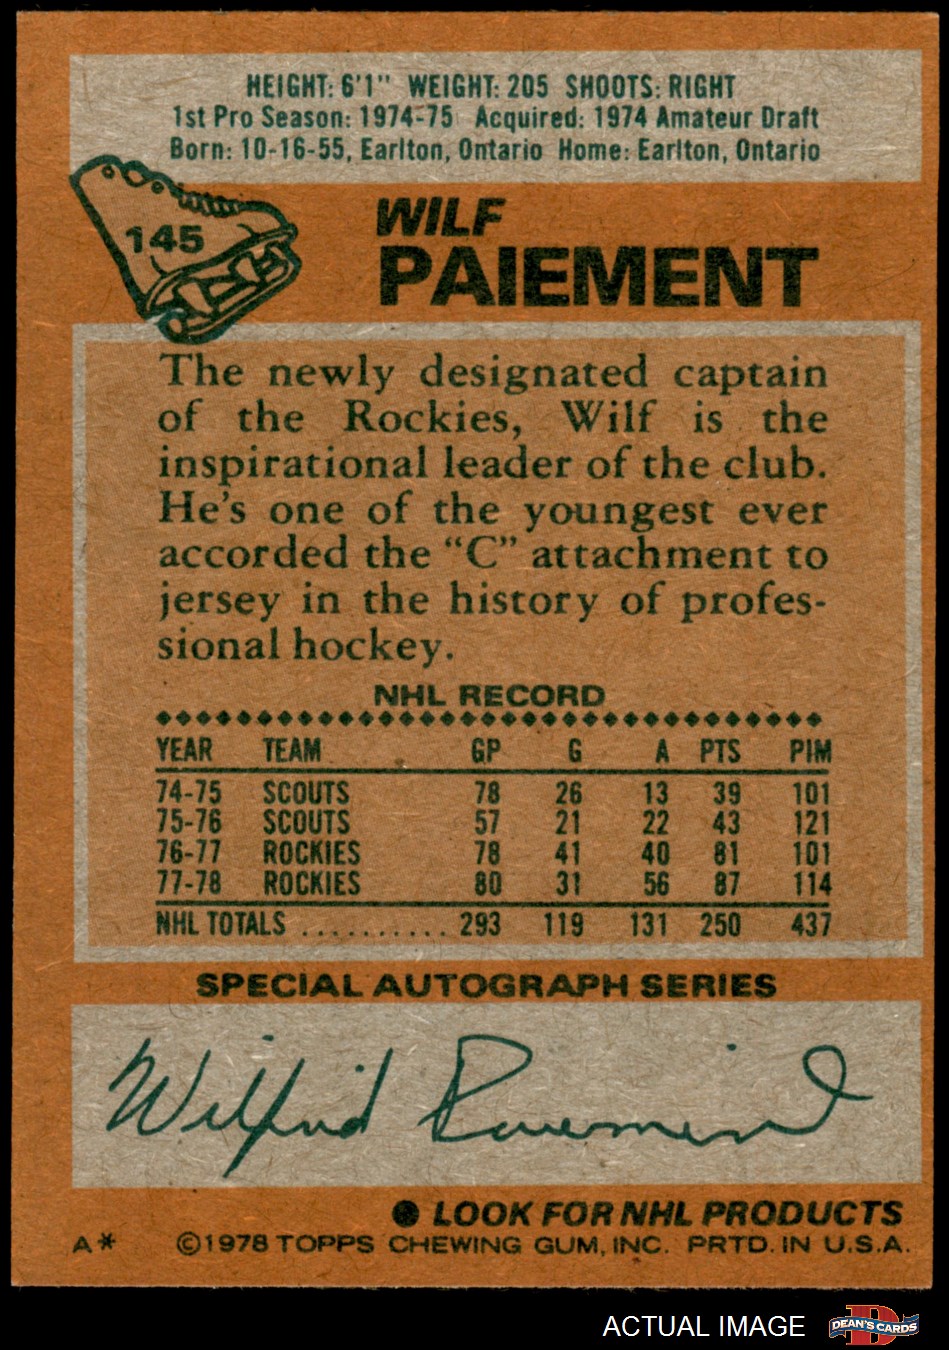 HEIGHT: 6'1" WEIGHT: 205 SHOOTS: RIGHT
1st Pro Season: 1974-75 Acquired: 1974 Amateur Draft
Born: 10-16-55, Earlton, Ontario Home: Earlton, Ontario
145
WILF
PAIEMENT
The newly designated captain
of the Rockies, Wilf is the
inspirational leader of the club.
He's one of the youngest ever
accorded the “C” attachment to
jersey in the history of profes-
sional hockey.
NHL RECORD
YEAR TEAM GP G A PTS PIM
74-75 SCOUTS 78 26 13 39 101
75-76 SCOUTS 57 21 22 43 121
76-77 ROCKIES 78 41 40 81 101
77-78 ROCKIES 80 31 56 87 114
NHL TOTALS .......... 293 119 131 250 437
SPECIAL AUTOGRAPH SERIES
Wilfrid Paiement
● LOOK FOR NHL PRODUCTS
A* ©1978 TOPPS CHEWING GUM, INC. PRTD. IN U.S.A.
ACTUAL IMAGE D DEAN'S CARDS